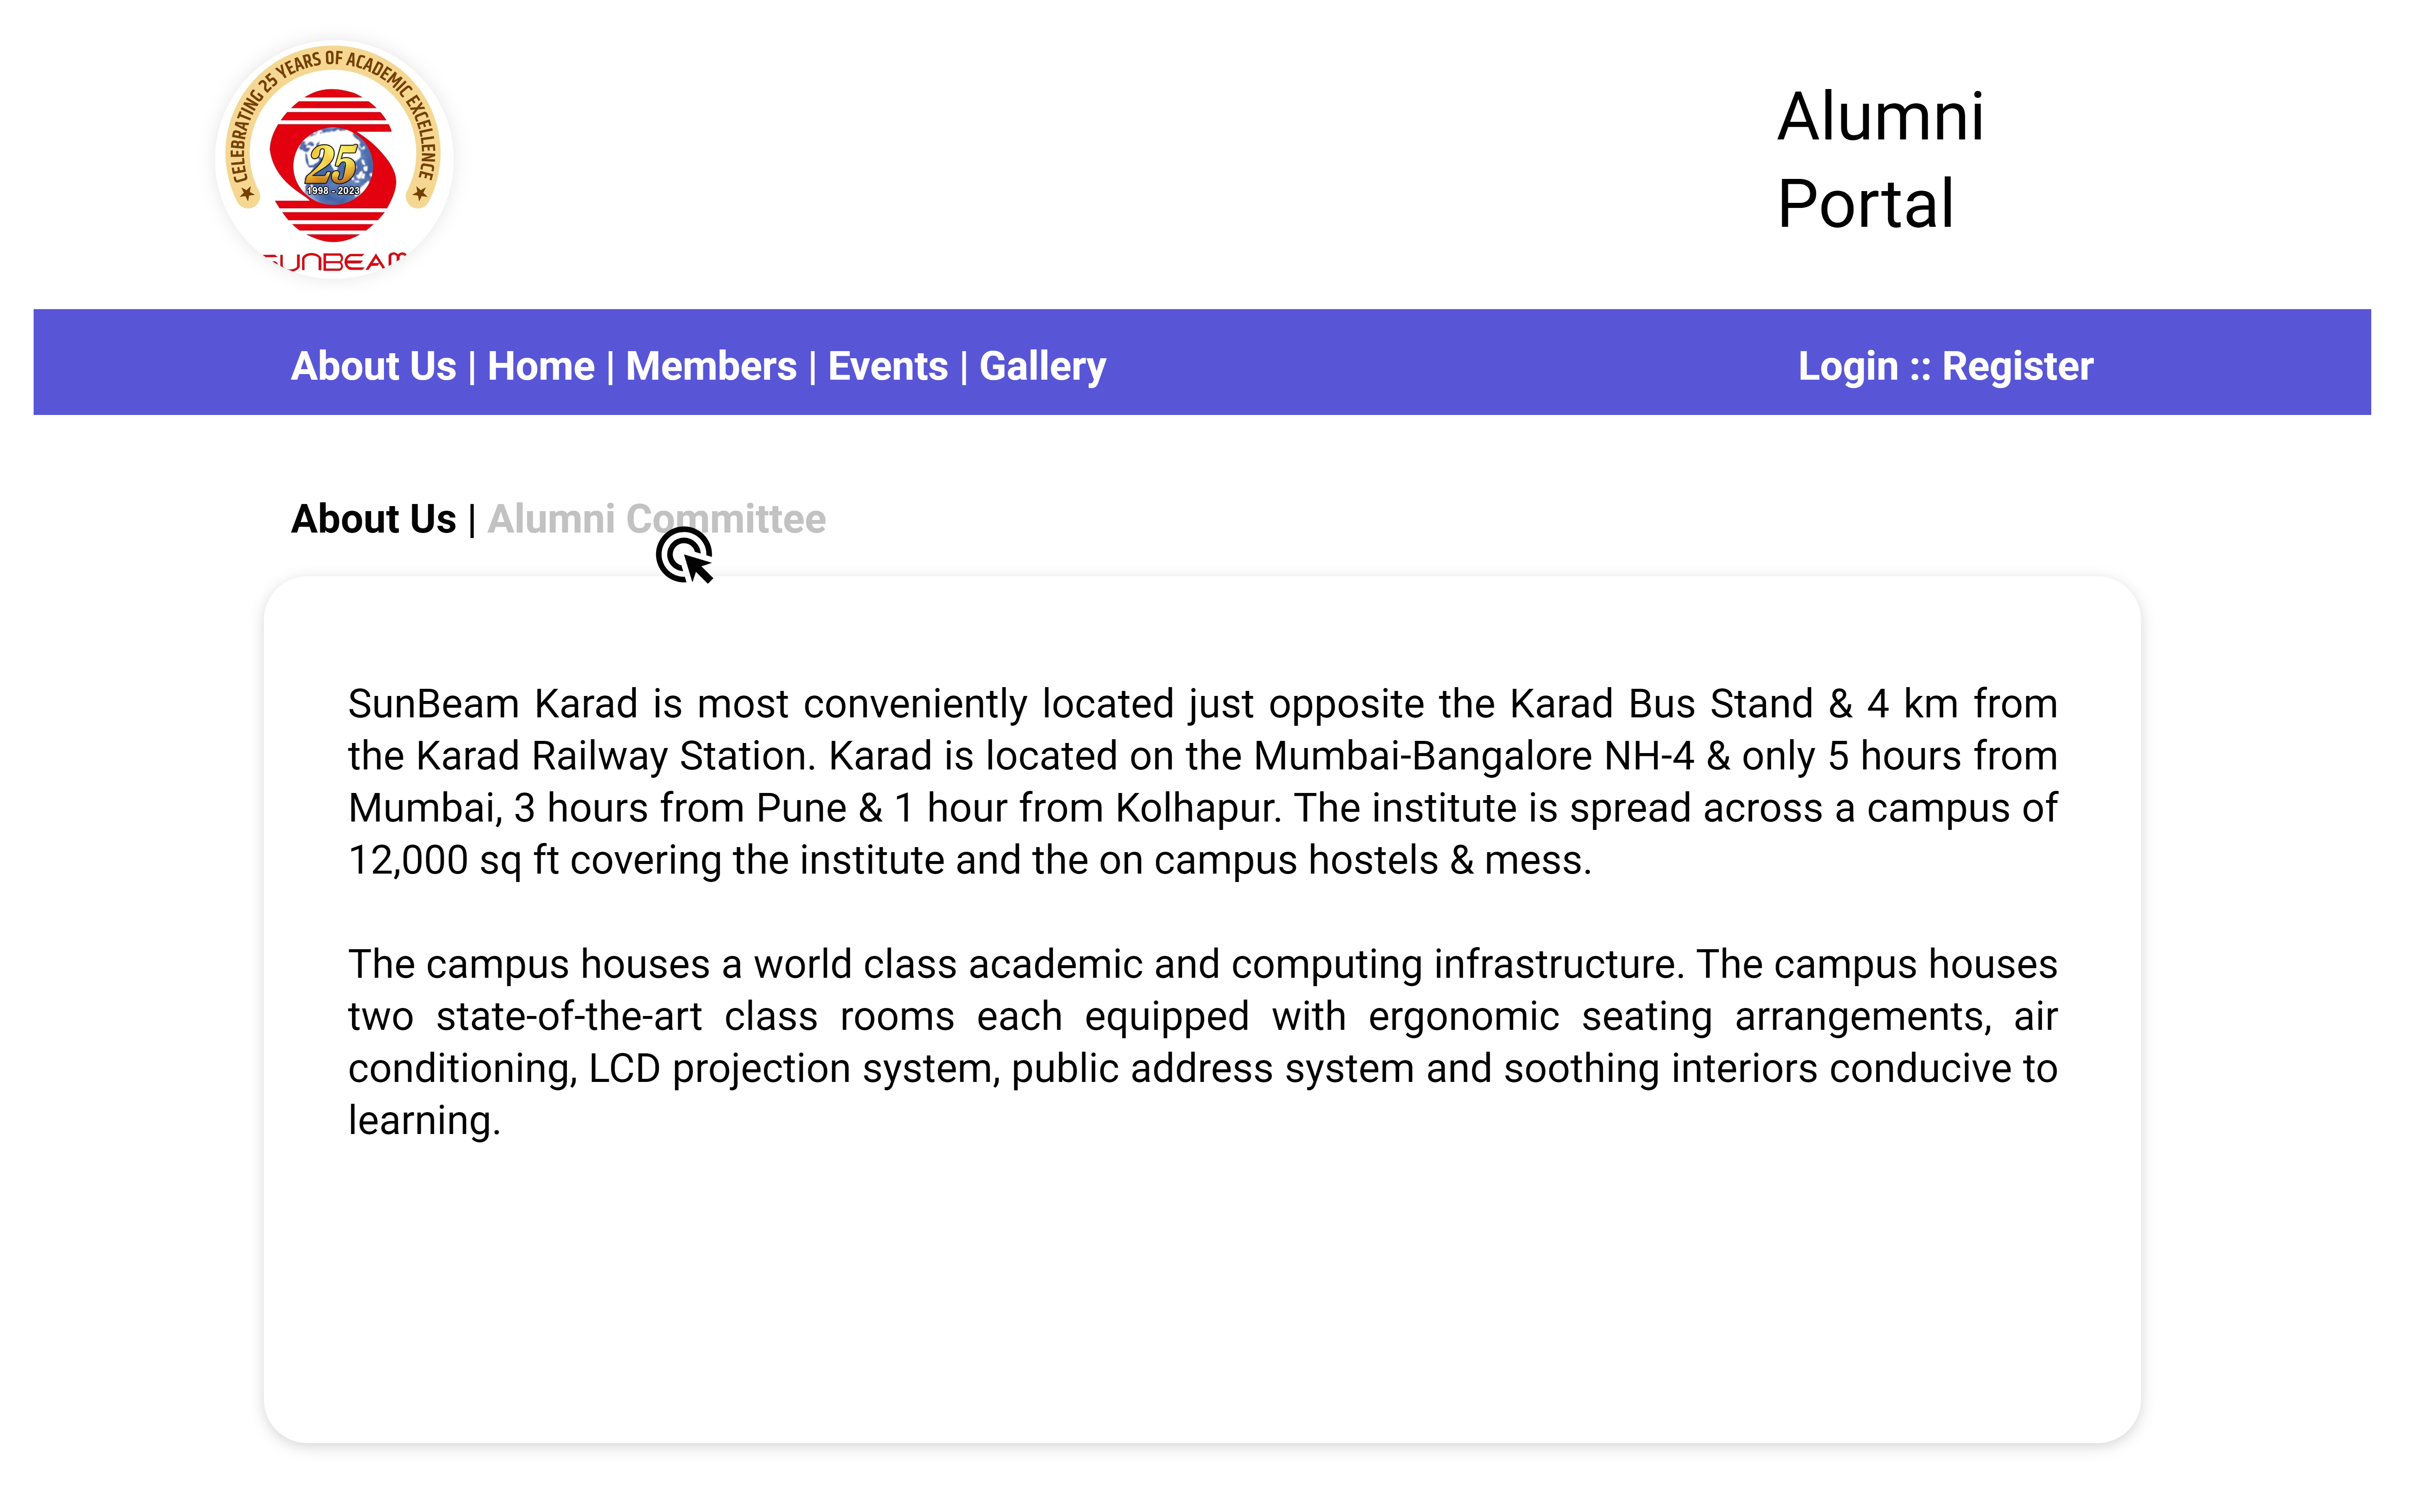 CELEBRATING 25 YEARS OF ACADEMIC EXCELLENCE
25
1998 - 2023
SUNBEAM
Alumni
Portal
About Us | Home | Members | Events | Gallery
Login :: Register
About Us | Alumni Committee
SunBeam Karad is most conveniently located just opposite the Karad Bus Stand & 4 km from
the Karad Railway Station. Karad is located on the Mumbai-Bangalore NH-4 & only 5 hours from
Mumbai, 3 hours from Pune & 1 hour from Kolhapur. The institute is spread across a campus of
12,000 sq ft covering the institute and the on campus hostels & mess.
The campus houses a world class academic and computing infrastructure. The campus houses
two state-of-the-art class rooms each equipped with ergonomic seating arrangements, air
conditioning, LCD projection system, public address system and soothing interiors conducive to
learning.